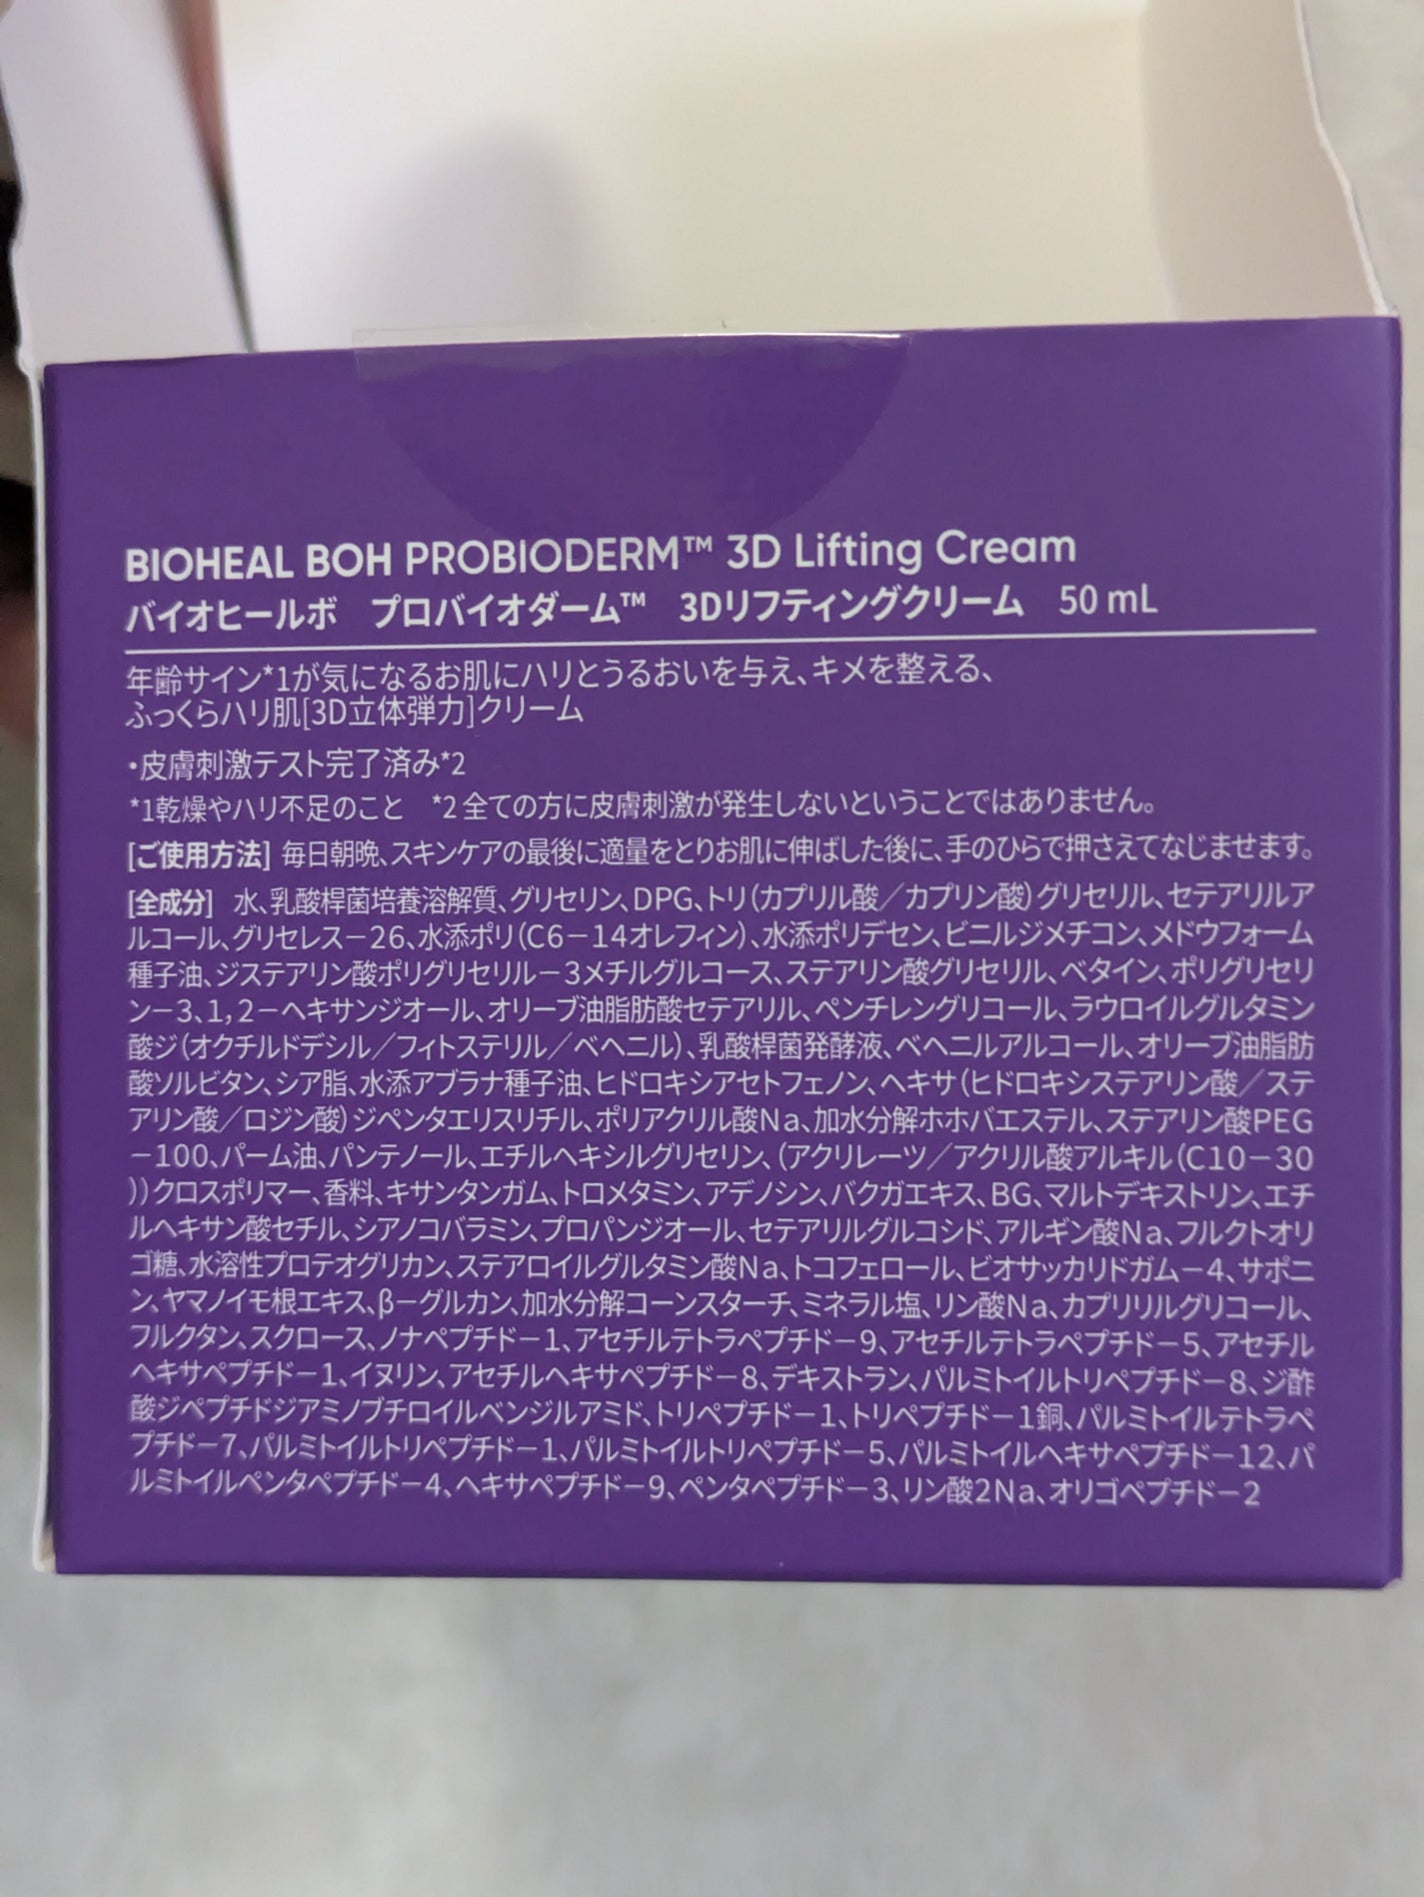 BIOHEAL BOH PROBIODERM™ 3D Lifting Cream
バイオヒールボ　プロバイオダーム™　3Dリフティングクリーム　50 mL
年齢サイン*1が気になるお肌にハリとうるおいを与え、キメを整える、
ふっくらハリ肌[3D立体弾力]クリーム
・皮膚刺激テスト完了済み*2
*1乾燥やハリ不足のこと　*2 全ての方に皮膚刺激が発生しないということではありません。
[ご使用方法] 毎日朝晩、スキンケアの最後に適量をとりお肌に伸ばした後に、手のひらで押さえてなじませます。
[全成分]　水、乳酸桿菌培養溶解質、グリセリン、DPG、トリ（カプリル酸／カプリン酸）グリセリル、セテアリルア
ルコール、グリセレス－26、水添ポリ（C6－14オレフィン）、水添ポリデセン、ビニルジメチコン、メドウフォーム
種子油、ジステアリン酸ポリグリセリル－3メチルグルコース、ステアリン酸グリセリル、ベタイン、ポリグリセリ
ン－3、1，2－ヘキサンジオール、オリーブ油脂肪酸セテアリル、ペンチレングリコール、ラウロイルグルタミン
酸ジ（オクチルドデシル／フィトステリル／ベヘニル）、乳酸桿菌発酵液、ベヘニルアルコール、オリーブ油脂肪
酸ソルビタン、シア脂、水添アブラナ種子油、ヒドロキシアセトフェノン、ヘキサ（ヒドロキシステアリン酸／ステ
アリン酸／ロジン酸）ジペンタエリスリチル、ポリアクリル酸Na、加水分解ホホバエステル、ステアリン酸PEG
－100、パーム油、パンテノール、エチルヘキシルグリセリン、（アクリレーツ／アクリル酸アルキル（C10－30
））クロスポリマー、香料、キサンタンガム、トロメタミン、アデノシン、バクガエキス、BG、マルトデキストリン、エチ
ルヘキサン酸セチル、シアノコバラミン、プロパンジオール、セテアリルグルコシド、アルギン酸Na、フルクトオリ
ゴ糖、水溶性プロテオグリカン、ステアロイルグルタミン酸Na、トコフェロール、ビオサッカリドガム－4、サポニ
ン、ヤマノイモ根エキス、β－グルカン、加水分解コーンスターチ、ミネラル塩、リン酸Na、カプリリルグリコール、
フルクタン、スクロース、ノナペプチド－1、アセチルテトラペプチド－9、アセチルテトラペプチド－5、アセチル
ヘキサペプチド－1、イヌリン、アセチルヘキサペプチド－8、デキストラン、パルミトイルトリペプチド－8、ジ酢
酸ジペプチドジアミノブチロイルベンジルアミド、トリペプチド－1、トリペプチド－1銅、パルミトイルテトラペ
プチド－7、パルミトイルトリペプチド－1、パルミトイルトリペプチド－5、パルミトイルヘキサペプチド－12、パ
ルミトイルペンタペプチド－4、ヘキサペプチド－9、ペンタペプチド－3、リン酸2Na、オリゴペプチド－2